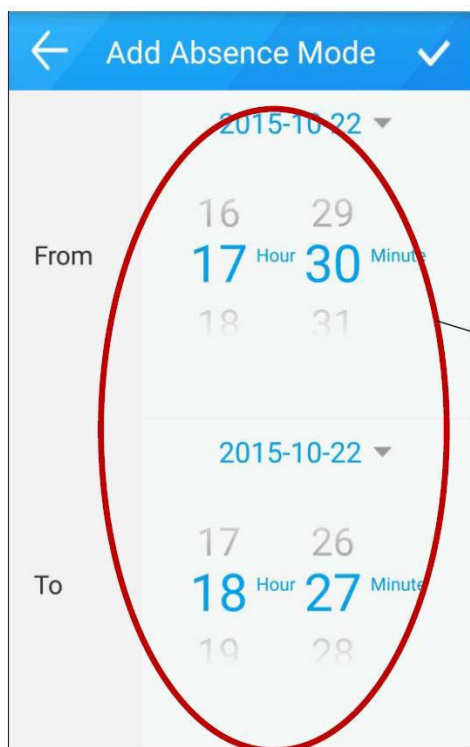 Add Absence Mode
2015-10-22
16 29
From 17 Hour 30 Minute
18 31
2015-10-22
17 26
To 18 Hour 27 Minute
19 28